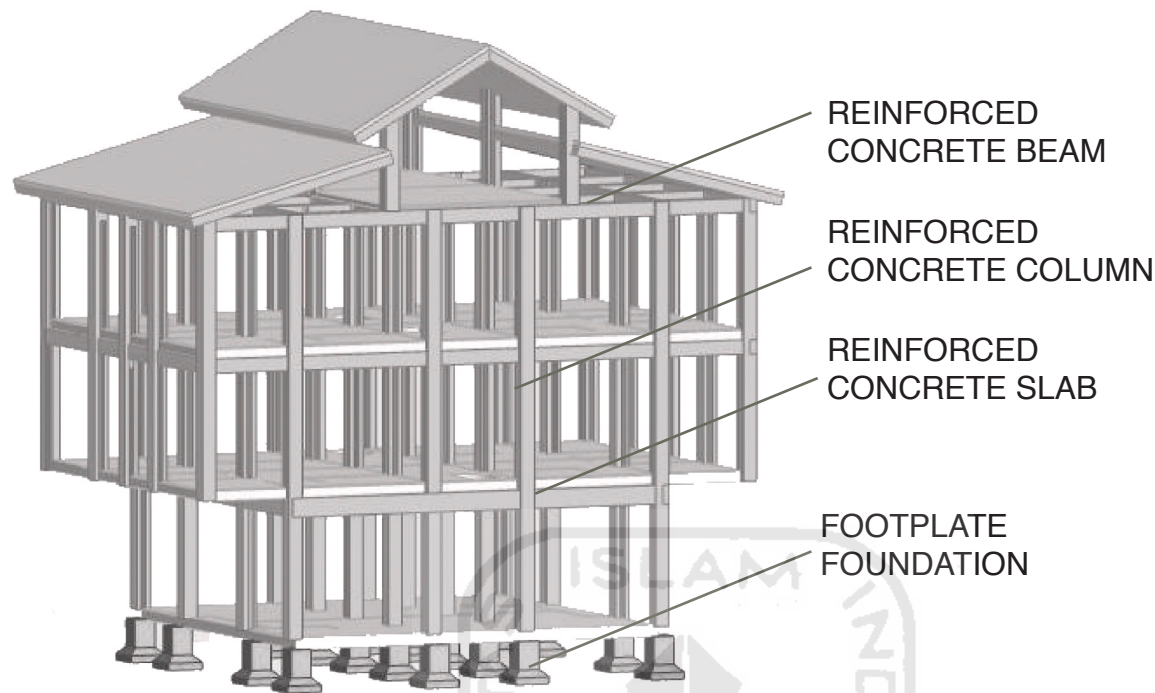 REINFORCED
CONCRETE BEAM
REINFORCED
CONCRETE COLUMN
REINFORCED
CONCRETE SLAB
FOOTPLATE
FOUNDATION
ISLAM